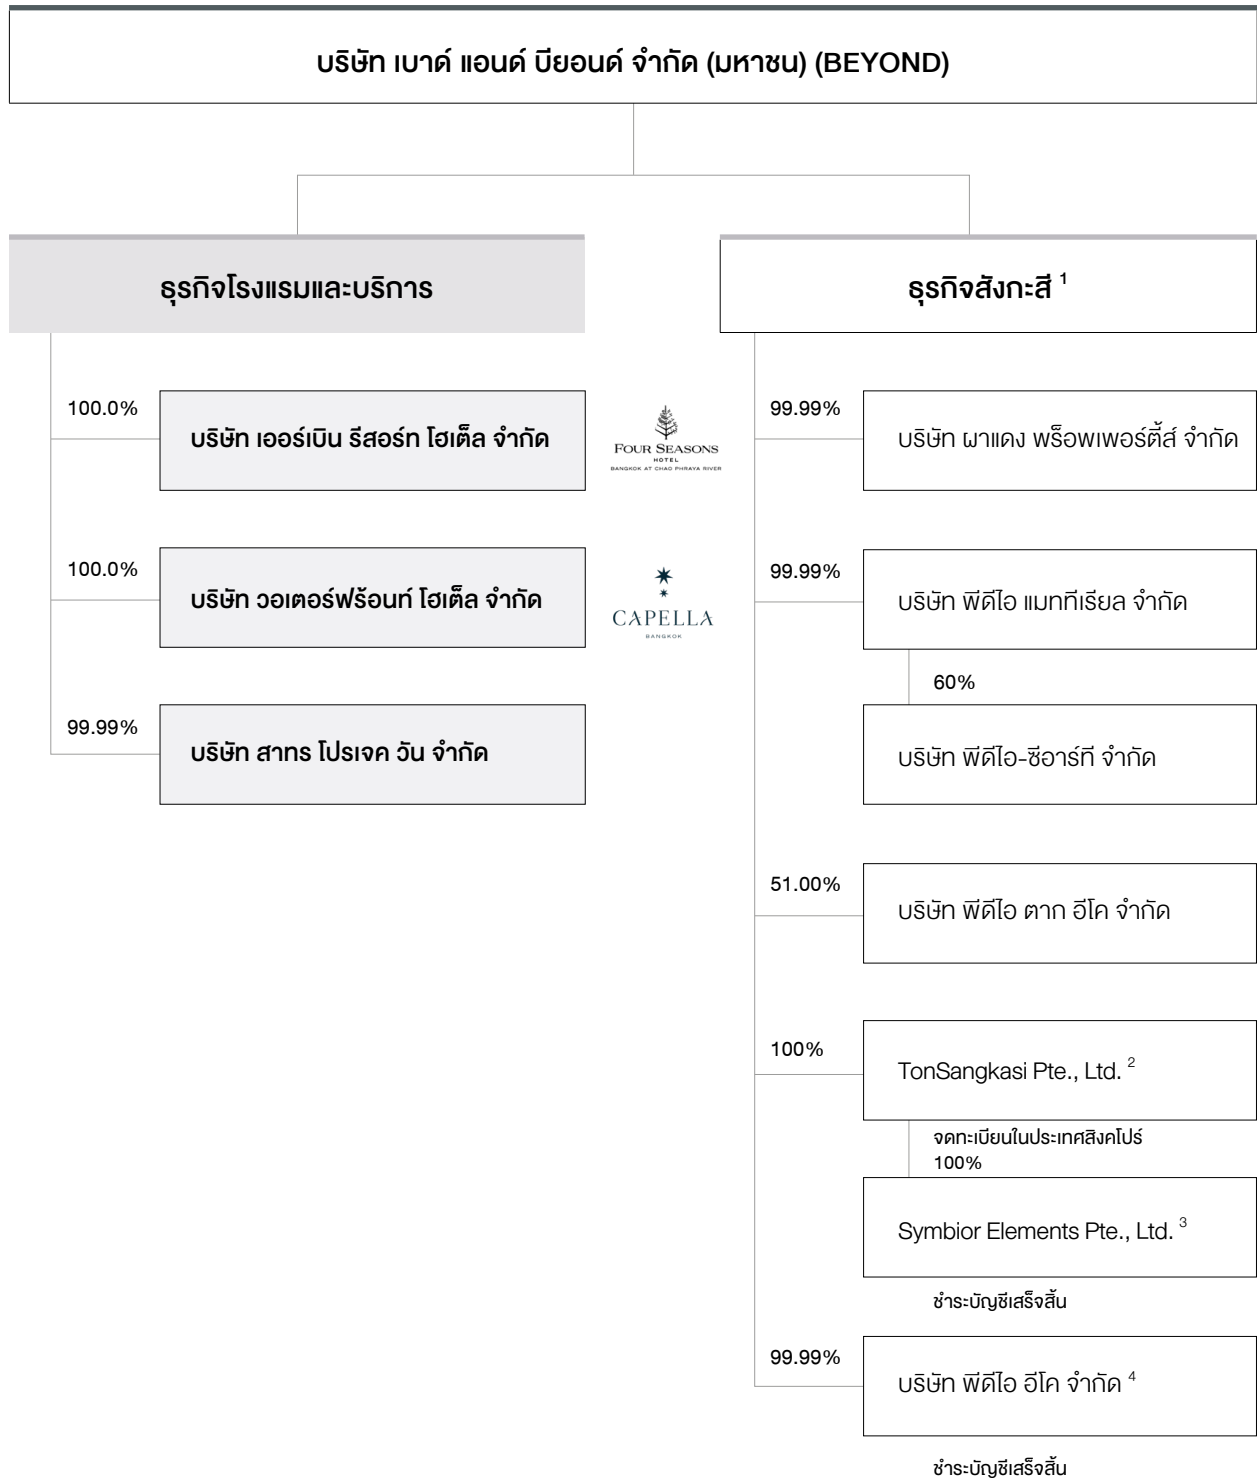 บริษัท เบาด์ แอนด์ บียอนด์ จำกัด (มหาชน) (BEYOND)
ธุรกิจโรงแรมและบริการ
100.0%
บริษัท เออร์เบิน รีสอร์ท โฮเต็ล จำกัด
FOUR SEASONS
HOTEL
BANGKOK AT CHAO PHRAYA RIVER
100.0%
บริษัท วอเตอร์ฟร้อนท์ โฮเต็ล จำกัด
CAPELLA
BANGKOK
99.99%
บริษัท สาทร โปรเจค วัน จำกัด
ธุรกิจสังกะสี 1
99.99%
บริษัท ผาแดง พร็อพเพอร์ตี้ส์ จำกัด
99.99%
บริษัท พีดีไอ แมททีเรียล จำกัด
60%
บริษัท พีดีไอ-ซีอาร์ที จำกัด
51.00%
บริษัท พีดีไอ ตาก อีโค จำกัด
100%
TonSangkasi Pte., Ltd. 2
จดทะเบียนในประเทศสิงคโปร์
100%
Symbior Elements Pte., Ltd. 3
ชำระบัญชีเสร็จสิ้น
99.99%
บริษัท พีดีไอ อีโค จำกัด 4
ชำระบัญชีเสร็จสิ้น